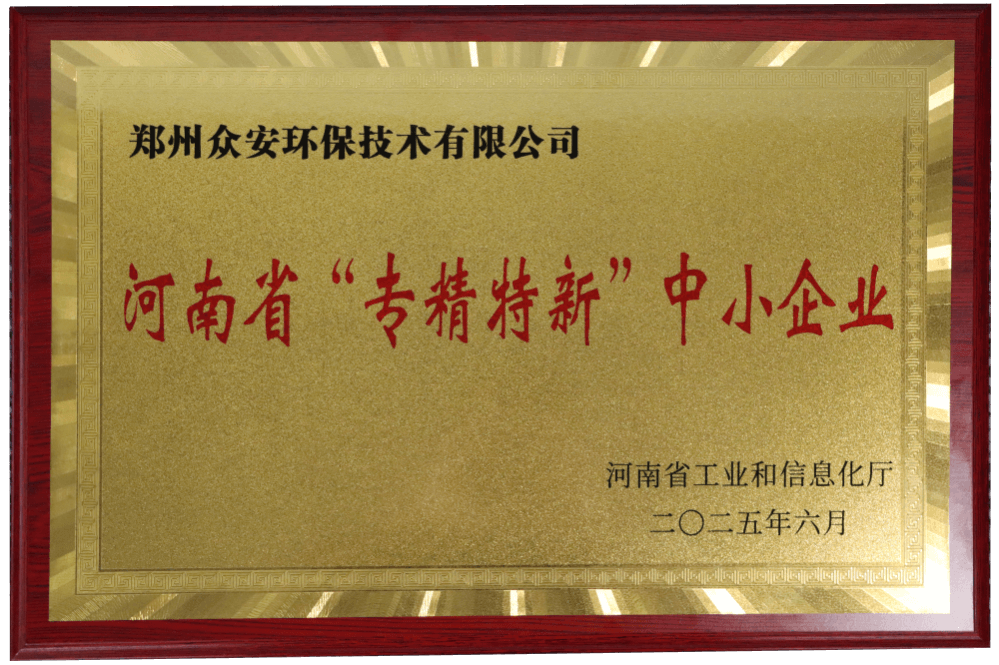 郑州众安环保技术有限公司
河南省“专精特新”中小企业
河南省工业和信息化厅
二〇二五年六月